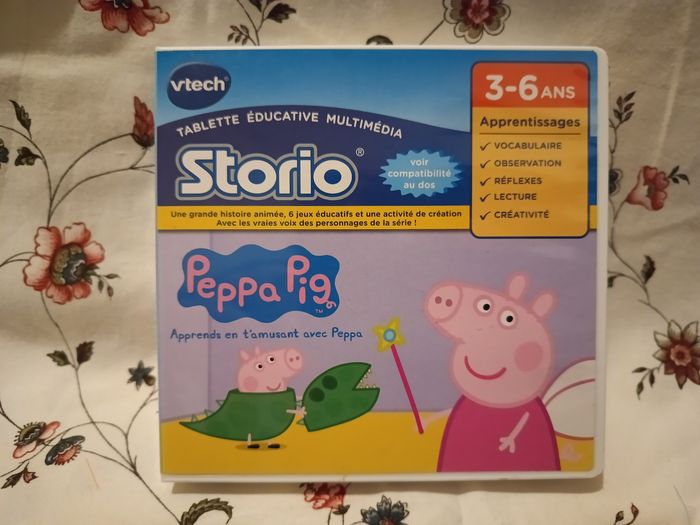 vtech
TABLETTE ÉDUCATIVE MULTIMÉDIA
Storio®
voir
compatibilité
au dos
Une grande histoire animée, 6 jeux éducatifs et une activité de création
Avec les vraies voix des personnages de la série !
3-6 ANS
Apprentissages
✓ VOCABULAIRE
✓ OBSERVATION
✓ RÉFLEXES
✓ LECTURE
✓ CRÉATIVITÉ
Peppa Pig
TM
Apprends en t'amusant avec Peppa